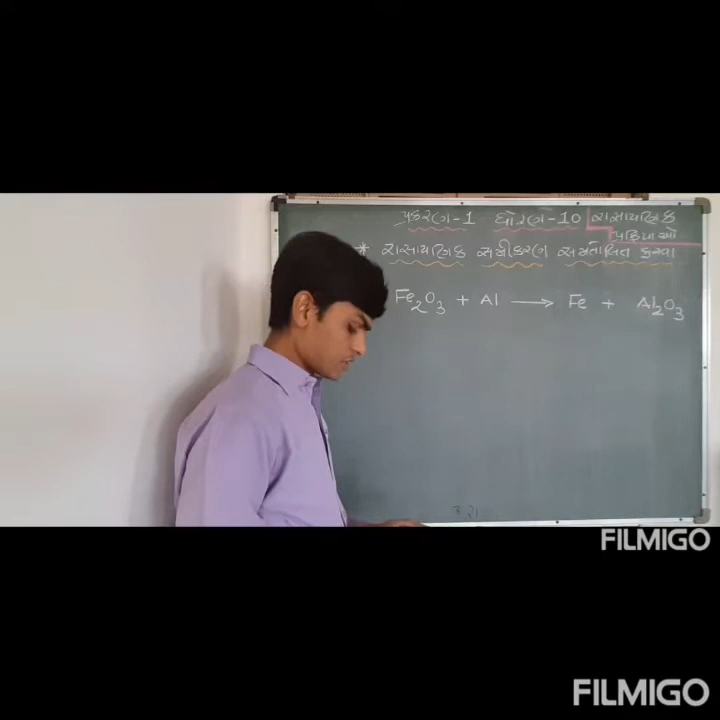 પ્રકરણ-1 ધોરણ-10 રાસાયણિક
પ્રક્રિયાઓ
* રાસાયણિક સમીકરણ સમતોલિત કરવા
Fe₂O₃ + Al ⟶ Fe + Al₂O₃
FILMIGO
FILMIGO